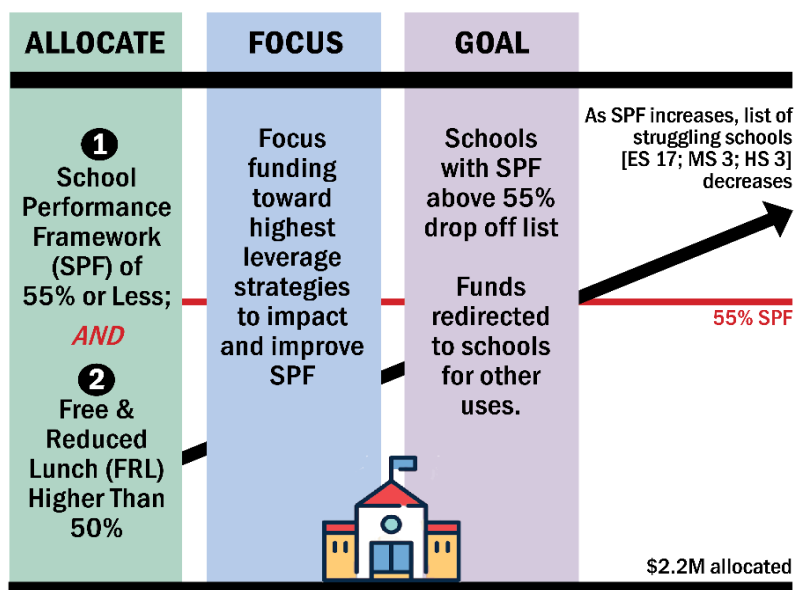 ALLOCATE
1
School
Performance
Framework
(SPF) of
55% or Less;
AND
2
Free &
Reduced
Lunch (FRL)
Higher Than
50%
FOCUS
Focus
funding
toward
highest
leverage
strategies
to impact
and improve
SPF
GOAL
Schools
with SPF
above 55%
drop off list
Funds
redirected
to schools
for other
uses.
As SPF increases, list of
struggling schools
[ES 17; MS 3; HS 3]
decreases
55% SPF
$2.2M allocated